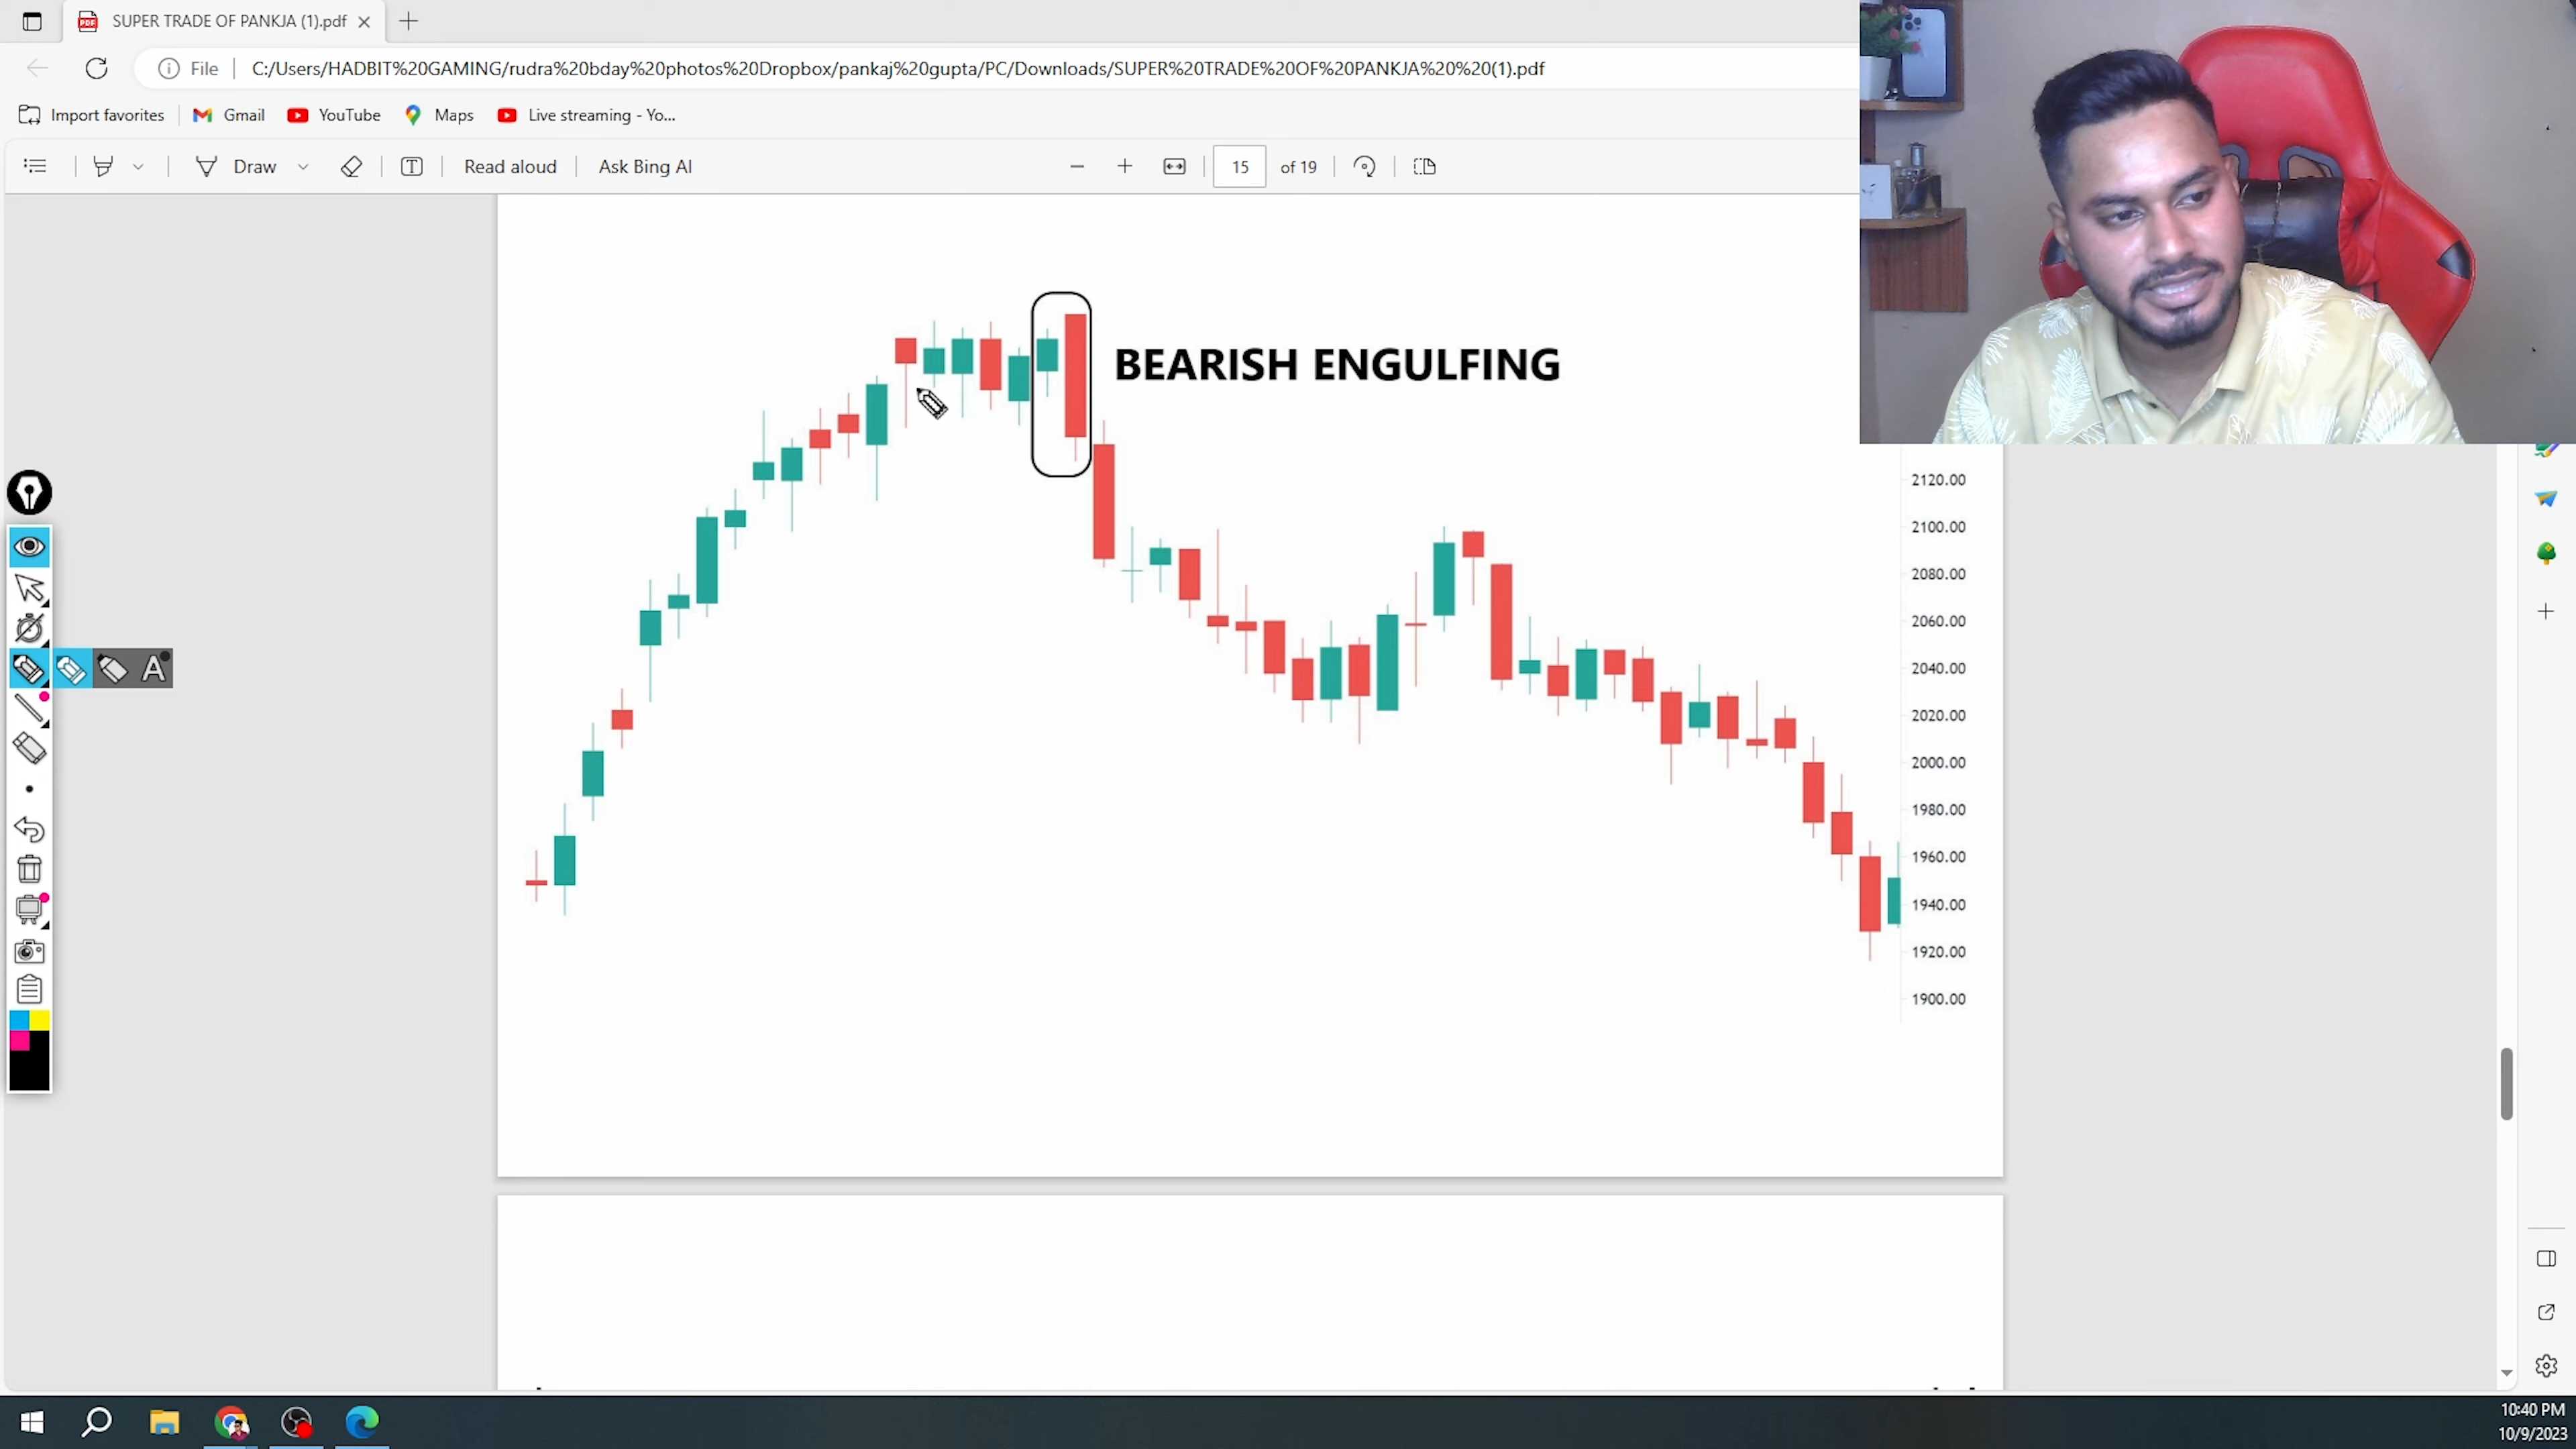 SUPER TRADE OF PANKJA (1).pdf
File
C:/Users/HADBIT%20GAMING/rudra%20bday%20photos%20Dropbox/pankaj%20gupta/PC/Downloads/SUPER%20TRADE%20OF%20PANKJA%20%20(1).pdf
Import favorites
Gmail
YouTube
Maps
Live streaming - Yo...
Draw
Read aloud
Ask Bing AI
15
of 19
BEARISH ENGULFING
2120.00
2100.00
2080.00
2060.00
2040.00
2020.00
2000.00
1980.00
1960.00
1940.00
1920.00
1900.00
A
10:40 PM
10/9/2023